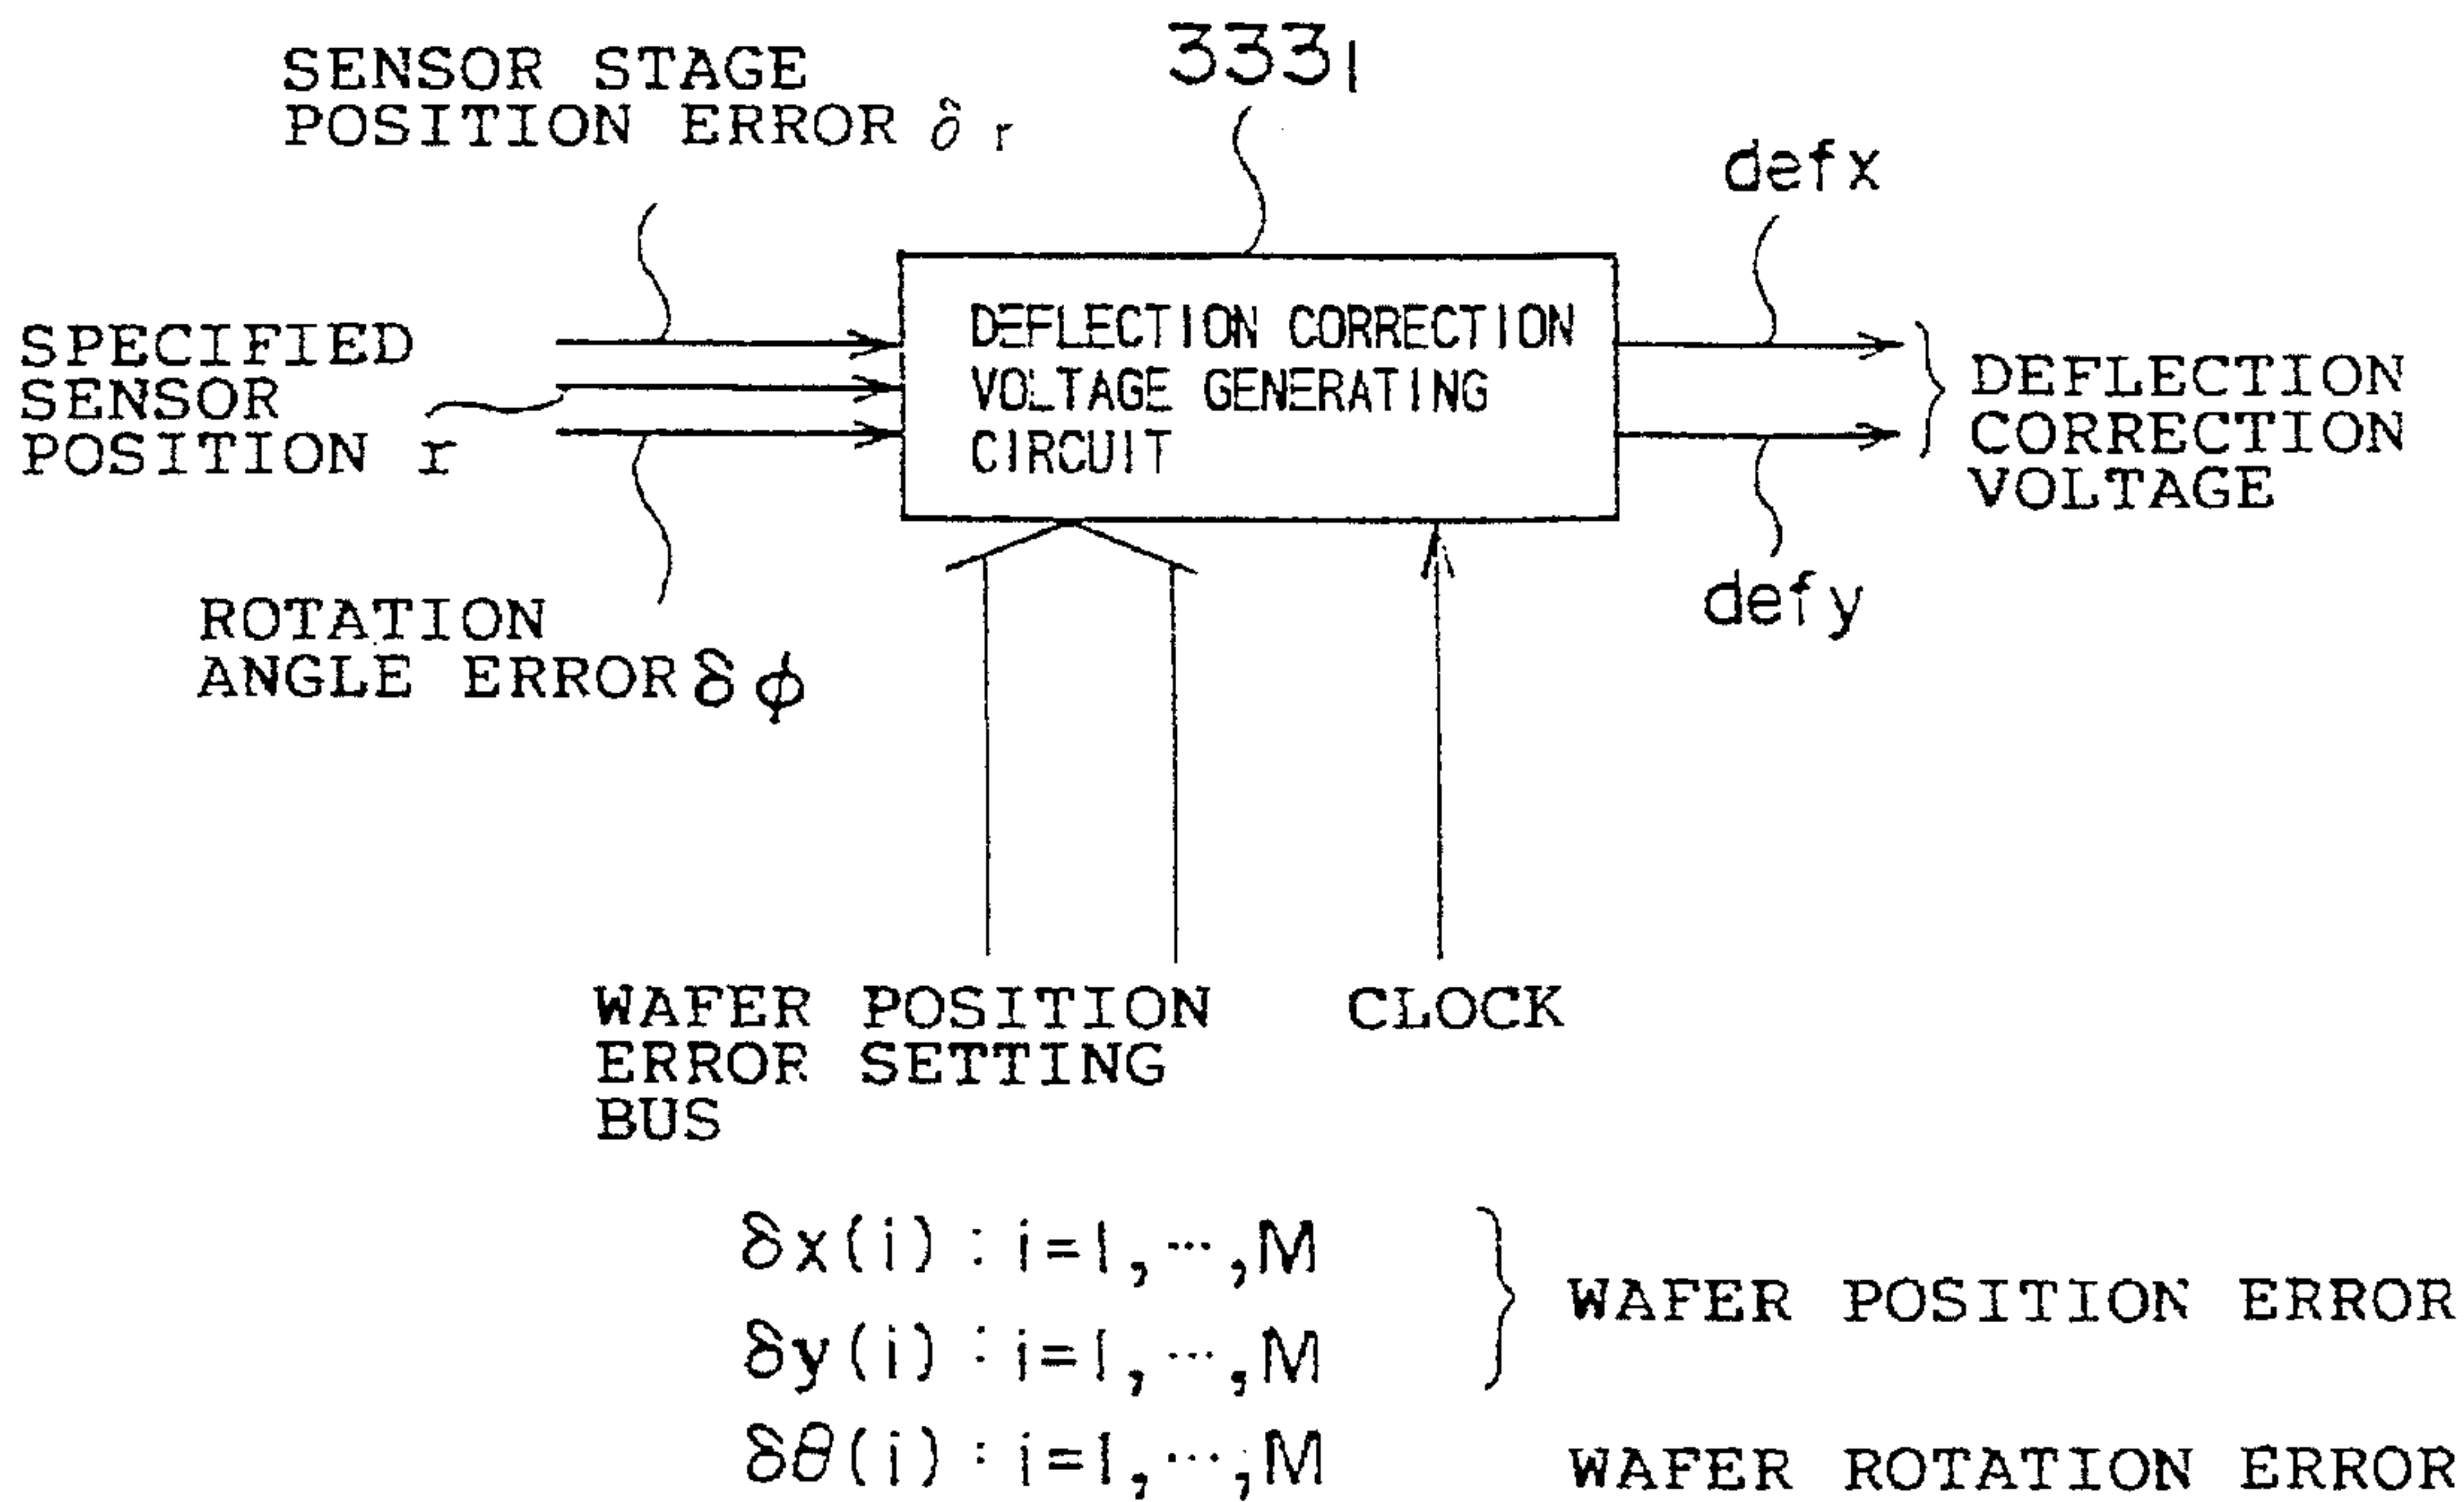 SENSOR STAGE
POSITION ERROR δr
333₁
defx
SPECIFIED
SENSOR
POSITION r
DEFLECTION CORRECTION
VOLTAGE GENERATING
CIRCUIT
DEFLECTION
CORRECTION
VOLTAGE
defy
ROTATION
ANGLE ERROR δφ
WAFER POSITION
ERROR SETTING
BUS
CLOCK
δx(i) : i=1,…,M
δy(i) : i=1,…,M
WAFER POSITION ERROR
δθ(i) : i=1,…,M
WAFER ROTATION ERROR